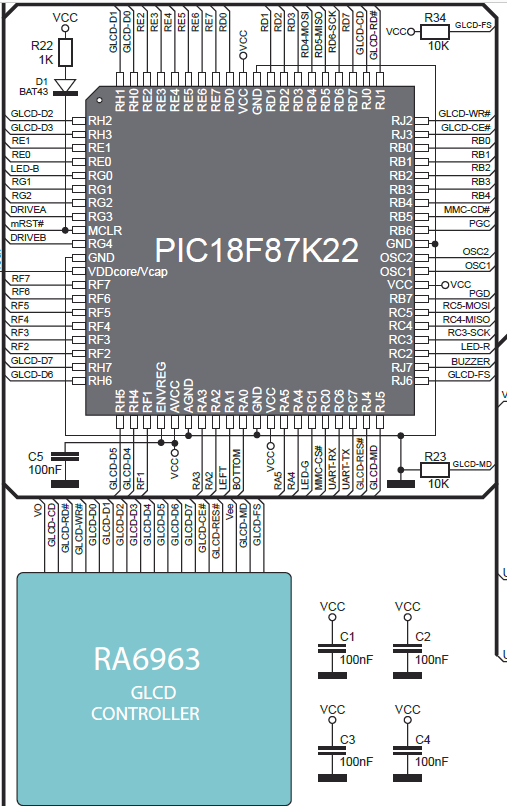 VCC
R22
1K
D1
BAT43
GLCD-D1
GLCD-D0
RE2
RE3
RE4
RE5
RE6
RE7
RD0
VCC
RD1
RD2
RD3
RD4-MOSI
RD5-MISO
RD6-SCK
RD7
GLCD-CD
GLCD-RD#
VCC
R34
10K
GLCD-FS
RH1
RH0
RE2
RE3
RE4
RE5
RE6
RE7
RD0
VCC
GND
RD1
RD2
RD3
RD4
RD5
RD6
RD7
RJ0
RJ1
GLCD-D2 RH2 RJ2 GLCD-WR#
GLCD-D3 RH3 RJ3 GLCD-CE#
RE1 RE1 RB0 RB0
RE0 RE0 RB1 RB1
LED-B RG0 RB2 RB2
RG1 RG1 RB3 RB3
RG2 RG2 RB4 RB4
DRIVEA RG3 RB5 MMC-CD#
mRST# MCLR RB6 PGC
DRIVEB RG4 GND
PIC18F87K22
GND OSC2 OSC2
VDDcore/Vcap OSC1 OSC1
RF7 RF7 VCC VCC
RF6 RF6 RB7 PGD
RF5 RF5 RC5 RC5-MOSI
RF4 RF4 RC4 RC4-MISO
RF3 RF3 RC3 RC3-SCK
RF2 RF2 RC2 LED-R
GLCD-D7 RH7 RJ7 BUZZER
GLCD-D6 RH6 RJ6 GLCD-FS
RH5
RH4
RF1
ENVREG
AVCC
AGND
RA3
RA2
RA1
RA0
GND
VCC
RA5
RA4
RC1
RC0
RC6
RC7
RJ4
RJ5
C5
100nF
GLCD-D5
GLCD-D4
RF1
VCC
RA3
RA2
LEFT
BOTTOM
VCC
RA5
RA4
LED-G
MMC-CS#
UART-RX
UART-TX
GLCD-RES#
GLCD-MD
R23
10K
GLCD-MD
VO
GLCD-CD
GLCD-RD#
GLCD-WR#
GLCD-D0
GLCD-D1
GLCD-D2
GLCD-D3
GLCD-D4
GLCD-D5
GLCD-D6
GLCD-D7
GLCD-CE#
GLCD-RES#
Vee
GLCD-MD
GLCD-FS
RA6963
GLCD
CONTROLLER
VCC
C1
100nF
VCC
C2
100nF
VCC
C3
100nF
VCC
C4
100nF